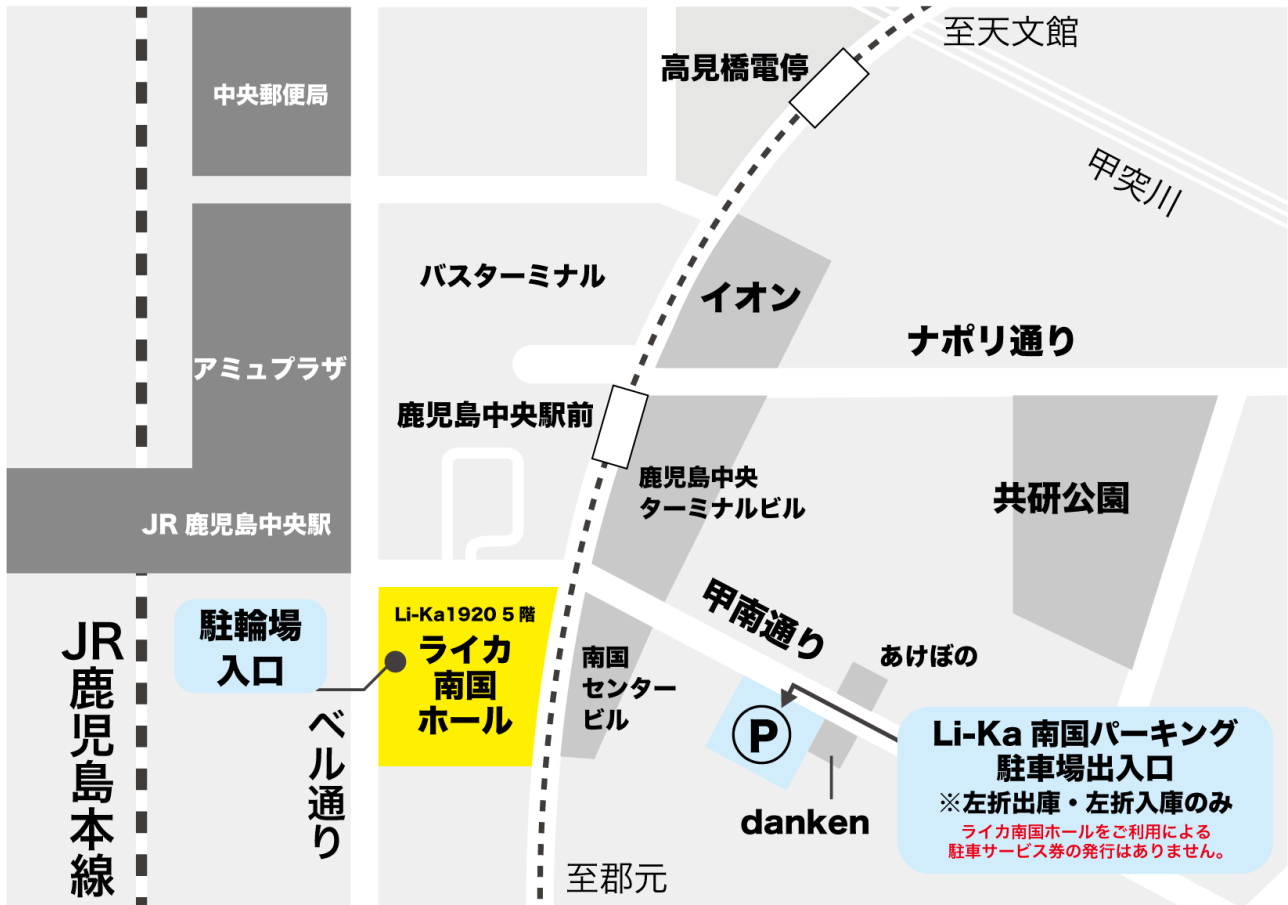 至天文館
高見橋電停
中央郵便局
甲突川
バスターミナル
イオン
ナポリ通り
アミュプラザ
鹿児島中央駅前
鹿児島中央
ターミナルビル
共研公園
JR 鹿児島中央駅
甲南通り
駐輪場
入口
Li-Ka1920 5 階
ライカ
南国
ホール
南国
センター
ビル
あけぼの
JR鹿児島本線
ベル通り
P
Li-Ka 南国パーキング
駐車場出入口
※左折出庫・左折入庫のみ
ライカ南国ホールをご利用による
駐車サービス券の発行はありません。
danken
至郡元